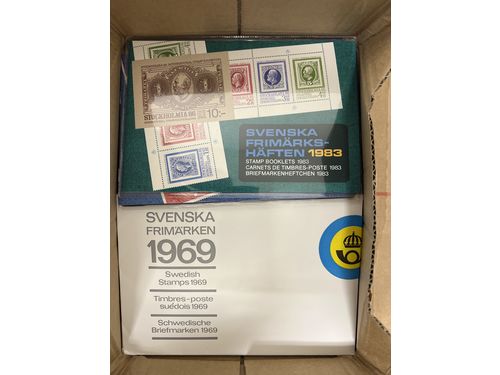 STOCKHOLMIA 86
10:-
SVENSKA
FRIMÄRKS-
HÄFTEN 1983
STAMP BOOKLETS 1983
CARNETS DE TIMBRES-POSTE 1983
BRIEFMARKENHEFTCHEN 1983
SVENSKA
FRIMÄRKEN
1969
Swedish
Stamps 1969
Timbres-poste
suédois 1969
Schwedische
Briefmarken 1969